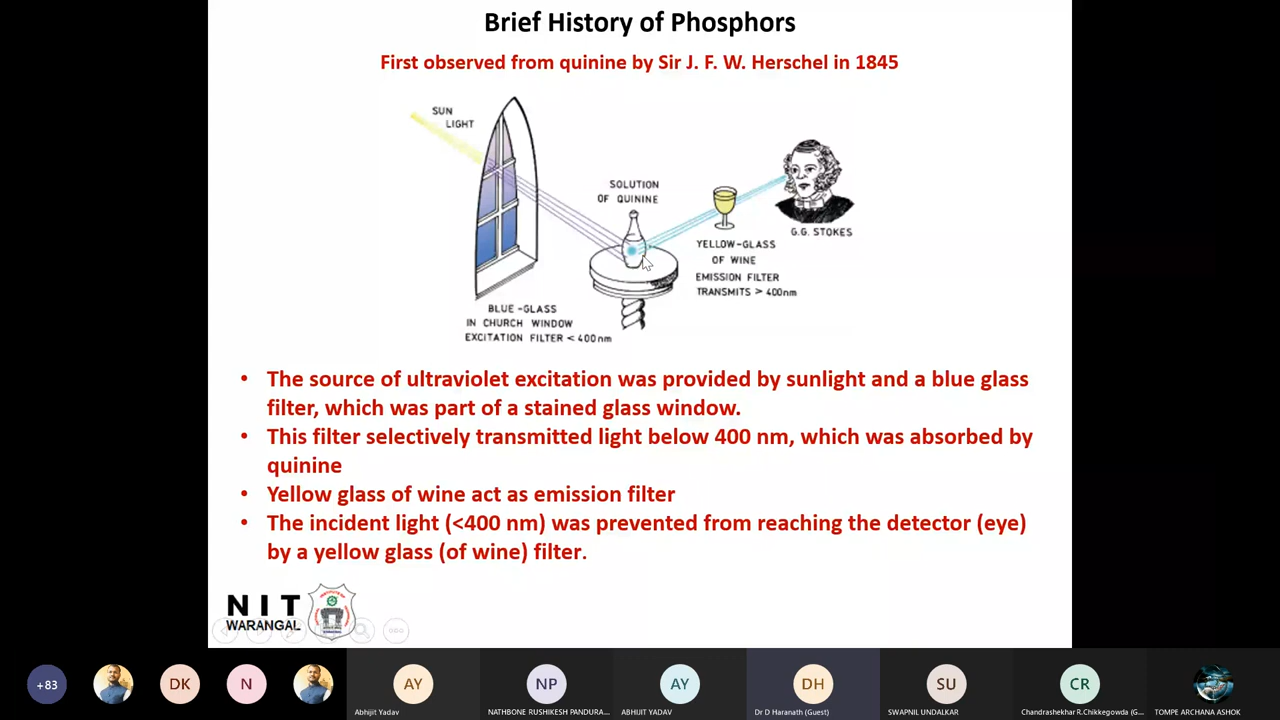 Brief History of Phosphors
First observed from quinine by Sir J. F. W. Herschel in 1845
SUN
LIGHT
SOLUTION
OF QUININE
G.G. STOKES
YELLOW-GLASS
OF WINE
EMISSION FILTER
TRANSMITS > 400nm
BLUE-GLASS
IN CHURCH WINDOW
EXCITATION FILTER < 400nm
• The source of ultraviolet excitation was provided by sunlight and a blue glass
filter, which was part of a stained glass window.
• This filter selectively transmitted light below 400 nm, which was absorbed by
quinine
• Yellow glass of wine act as emission filter
• The incident light (<400 nm) was prevented from reaching the detector (eye)
by a yellow glass (of wine) filter.
NIT
WARANGAL
+83
DK
N
AY
NP
AY
DH
SU
CR
Abhijit Yadav
NATHBONE RUSHIKESH PANDURA...
ABHIJIT YADAV
Dr D Haranath (Guest)
SWAPNIL UNDALKAR
Chandrashekhar R.Chikkegowda (G...
TOMPE ARCHANA ASHOK